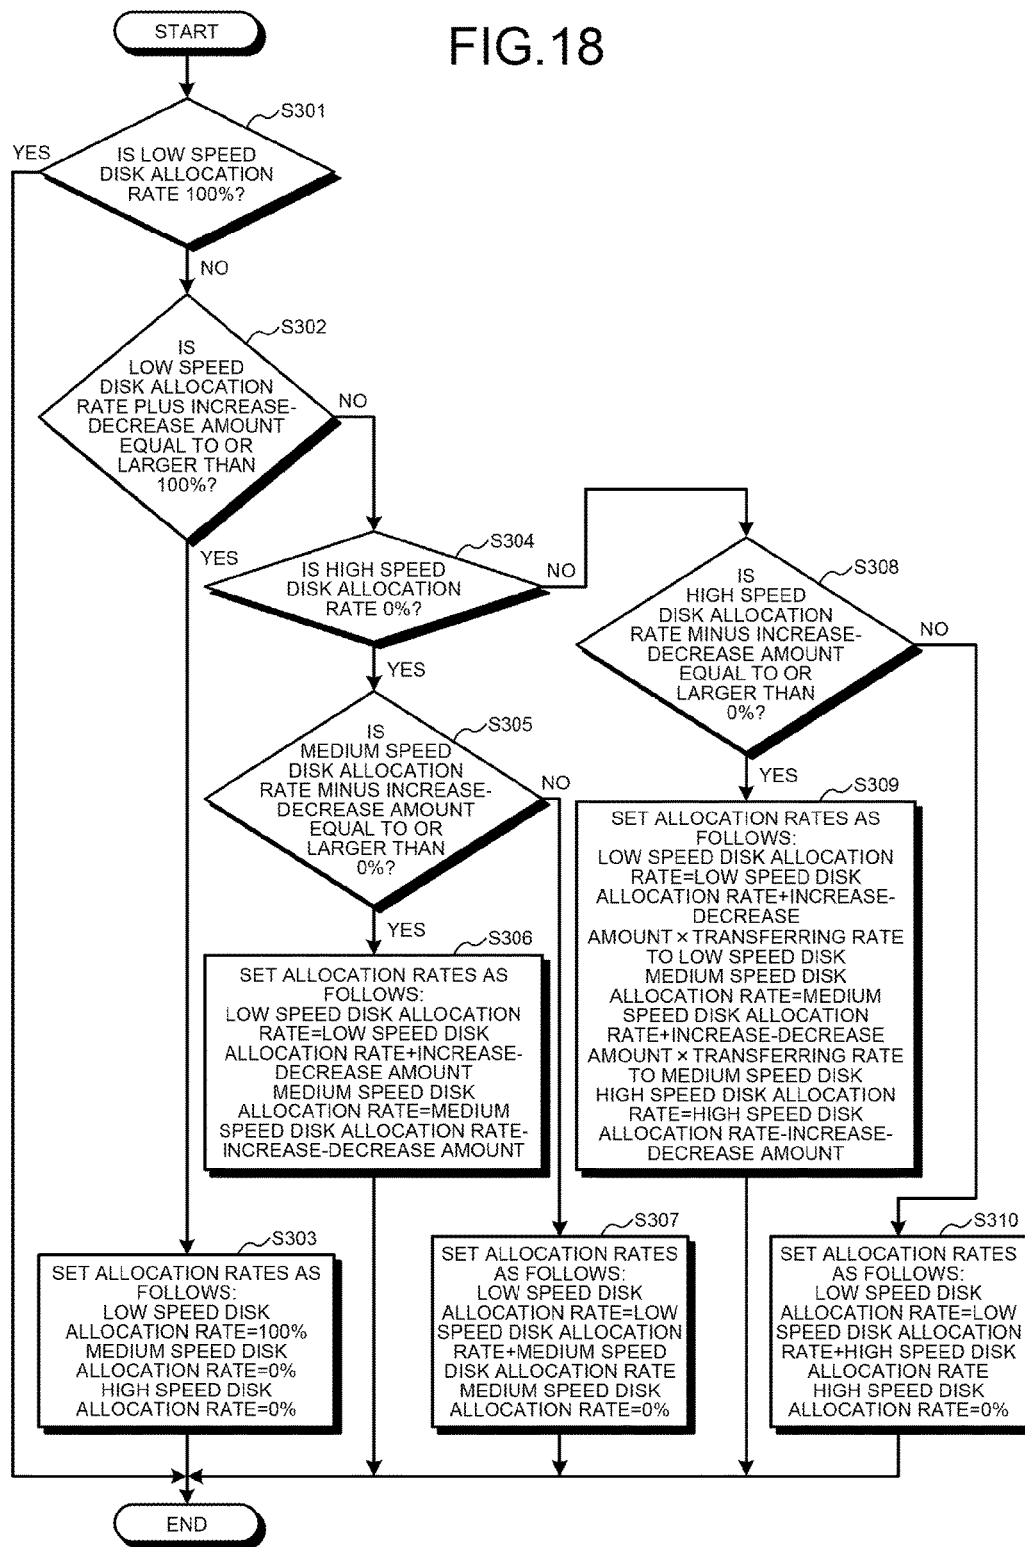 FIG.18
START
S301
YES
IS LOW SPEED
DISK ALLOCATION
RATE 100%?
NO
S302
IS
LOW SPEED
DISK ALLOCATION
RATE PLUS INCREASE-
DECREASE AMOUNT
EQUAL TO OR
LARGER THAN
100%?
NO
YES
S304
IS HIGH SPEED
DISK ALLOCATION
RATE 0%?
NO
YES
S308
IS
HIGH SPEED
DISK ALLOCATION
RATE MINUS INCREASE-
DECREASE AMOUNT
EQUAL TO OR
LARGER THAN
0%?
NO
YES
S305
IS
MEDIUM SPEED
DISK ALLOCATION
RATE MINUS INCREASE-
DECREASE AMOUNT
EQUAL TO OR
LARGER THAN
0%?
NO
YES
S309
SET ALLOCATION RATES AS
FOLLOWS:
LOW SPEED DISK ALLOCATION
RATE=LOW SPEED DISK
ALLOCATION RATE+INCREASE-
DECREASE
AMOUNT × TRANSFERRING RATE
TO LOW SPEED DISK
MEDIUM SPEED DISK
ALLOCATION RATE=MEDIUM
SPEED DISK ALLOCATION
RATE+INCREASE-DECREASE
AMOUNT × TRANSFERRING RATE
TO MEDIUM SPEED DISK
HIGH SPEED DISK ALLOCATION
RATE=HIGH SPEED DISK
ALLOCATION RATE-INCREASE-
DECREASE AMOUNT
S306
SET ALLOCATION RATES AS
FOLLOWS:
LOW SPEED DISK ALLOCATION
RATE=LOW SPEED DISK
ALLOCATION RATE+INCREASE-
DECREASE AMOUNT
MEDIUM SPEED DISK
ALLOCATION RATE=MEDIUM
SPEED DISK ALLOCATION RATE-
INCREASE-DECREASE AMOUNT
S303
SET ALLOCATION RATES AS
FOLLOWS:
LOW SPEED DISK
ALLOCATION RATE=100%
MEDIUM SPEED DISK
ALLOCATION RATE=0%
HIGH SPEED DISK
ALLOCATION RATE=0%
S307
SET ALLOCATION RATES
AS FOLLOWS:
LOW SPEED DISK
ALLOCATION RATE=LOW
SPEED DISK ALLOCATION
RATE+MEDIUM SPEED
DISK ALLOCATION RATE
MEDIUM SPEED DISK
ALLOCATION RATE=0%
S310
SET ALLOCATION RATES
AS FOLLOWS:
LOW SPEED DISK
ALLOCATION RATE=LOW
SPEED DISK ALLOCATION
RATE+HIGH SPEED DISK
ALLOCATION RATE
HIGH SPEED DISK
ALLOCATION RATE=0%
END